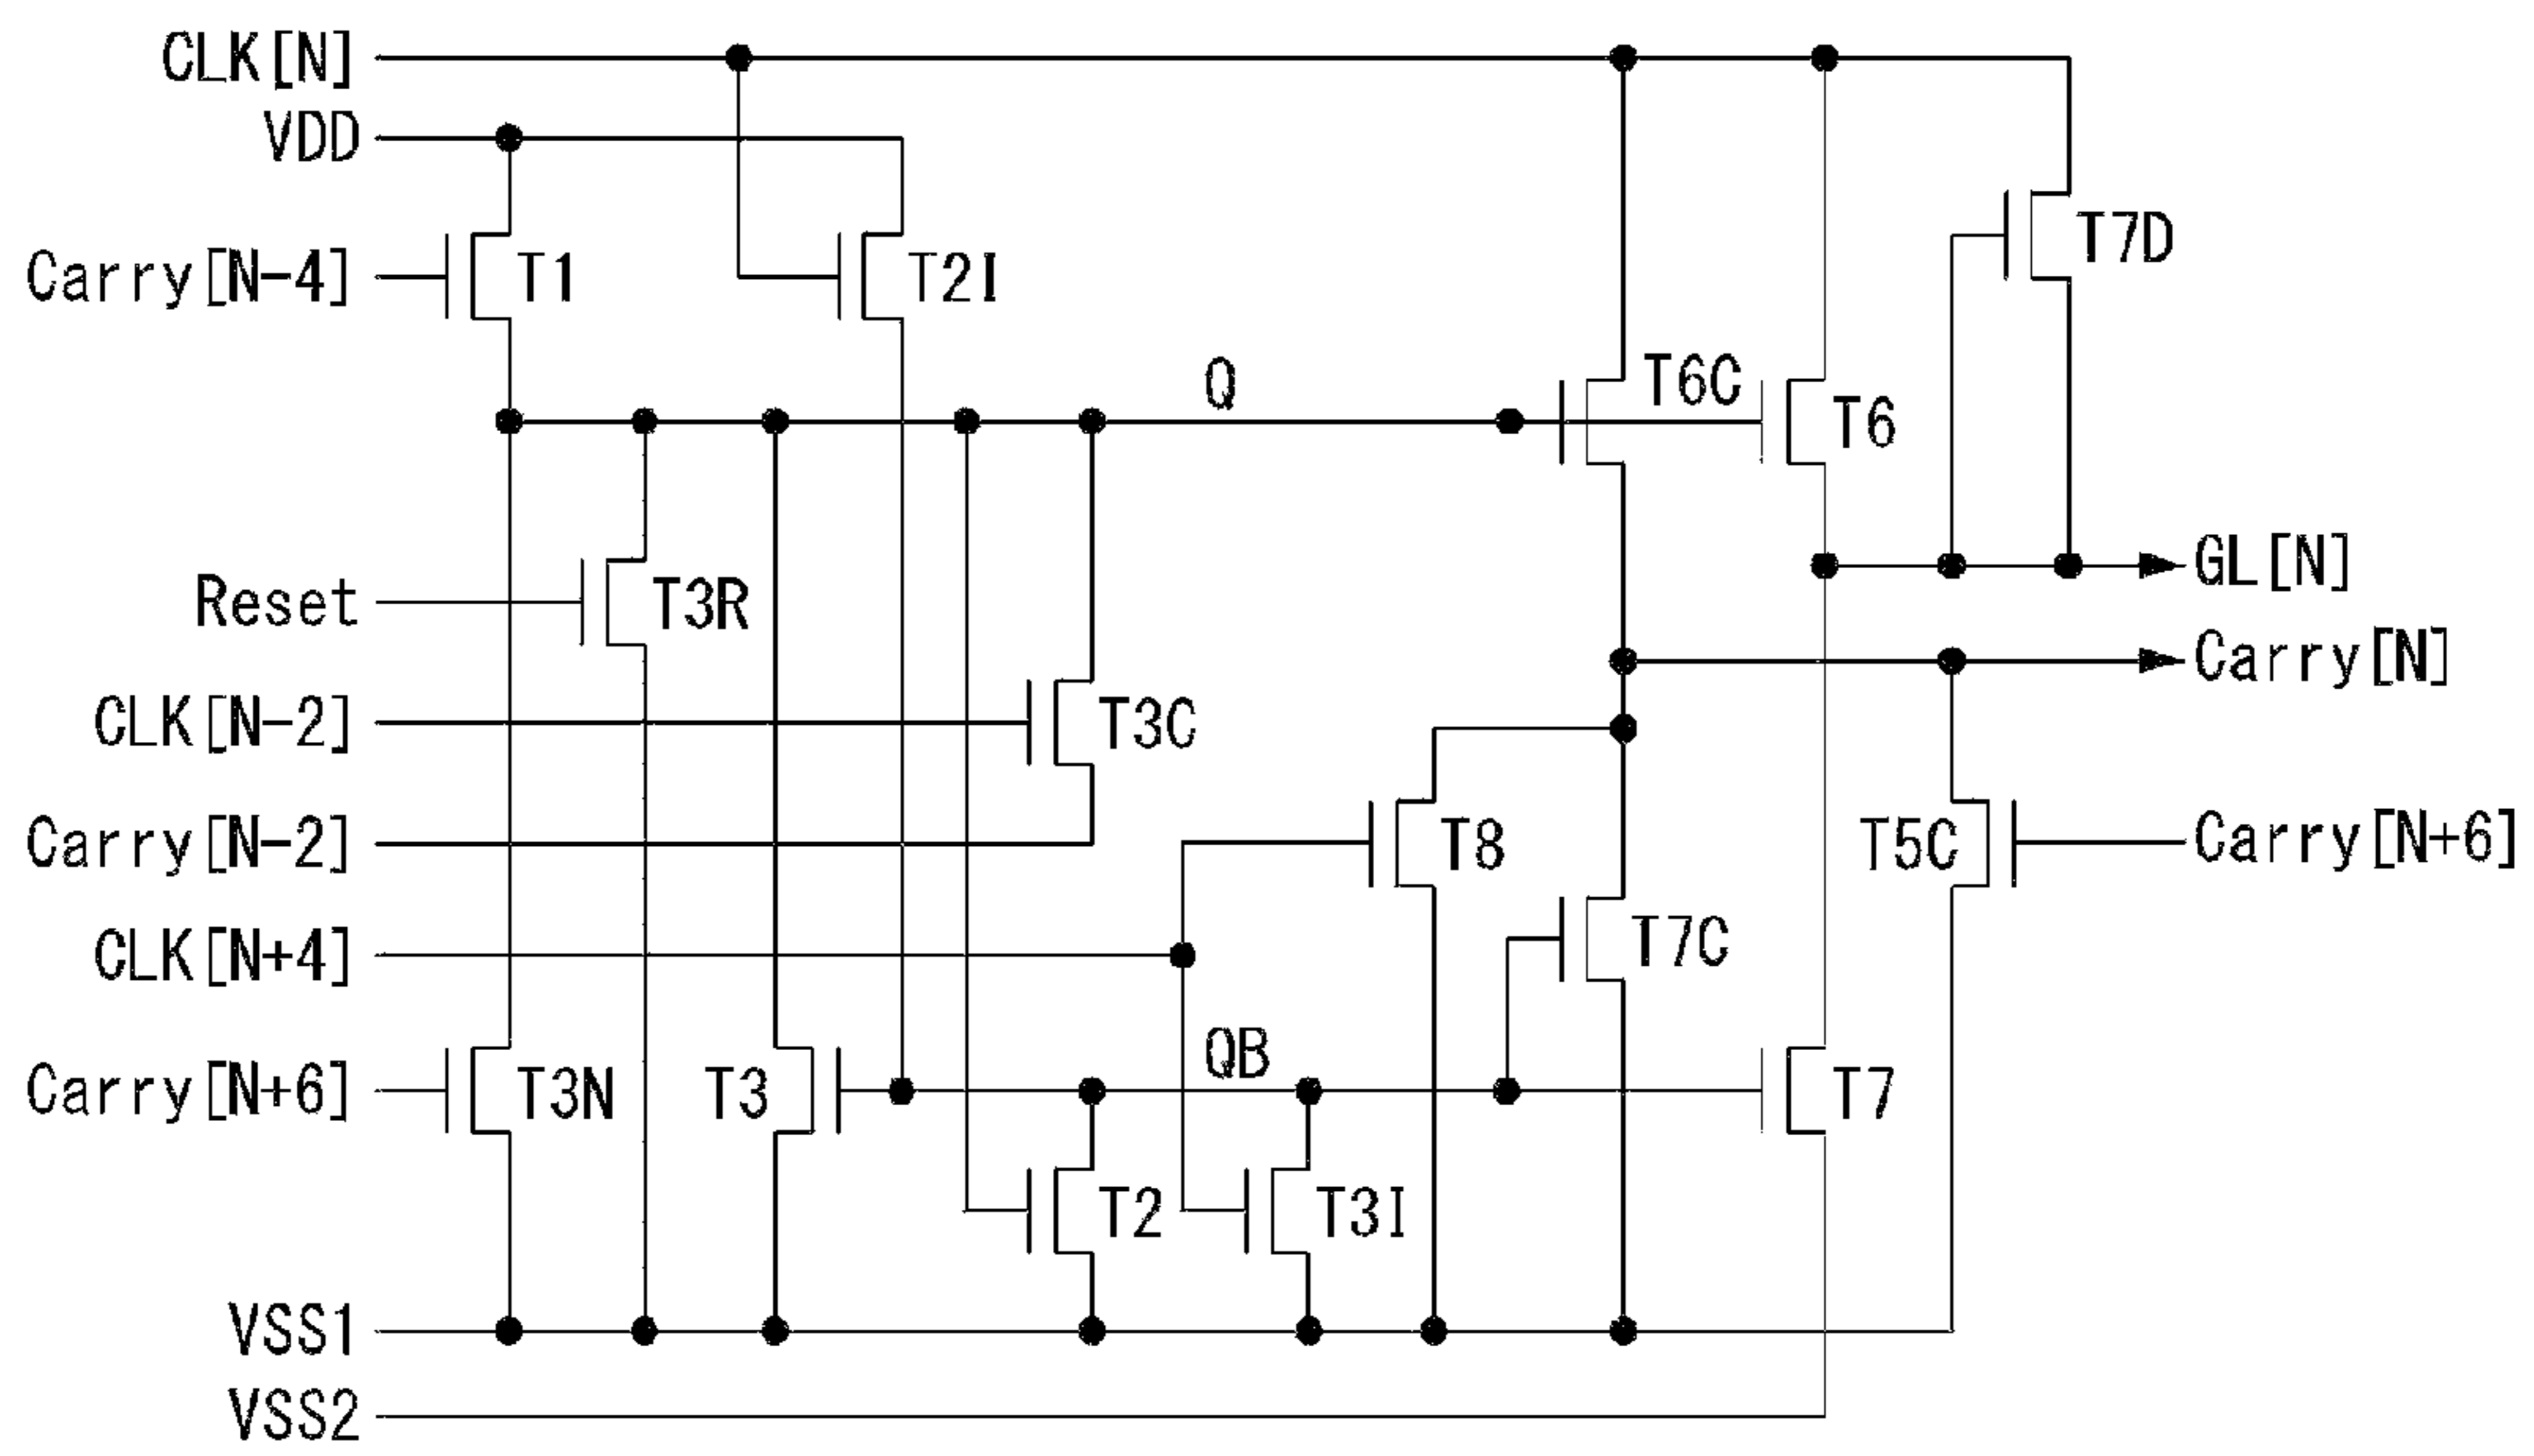 CLK[N]
VDD
T7D
Carry[N-4]
T1
T2I
Q
T6C
T6
GL[N]
Reset
T3R
Carry[N]
CLK[N-2]
T3C
Carry[N-2]
T8
T5C
Carry[N+6]
CLK[N+4]
T7C
QB
Carry[N+6]
T3N
T3
T7
T2
T3I
VSS1
VSS2